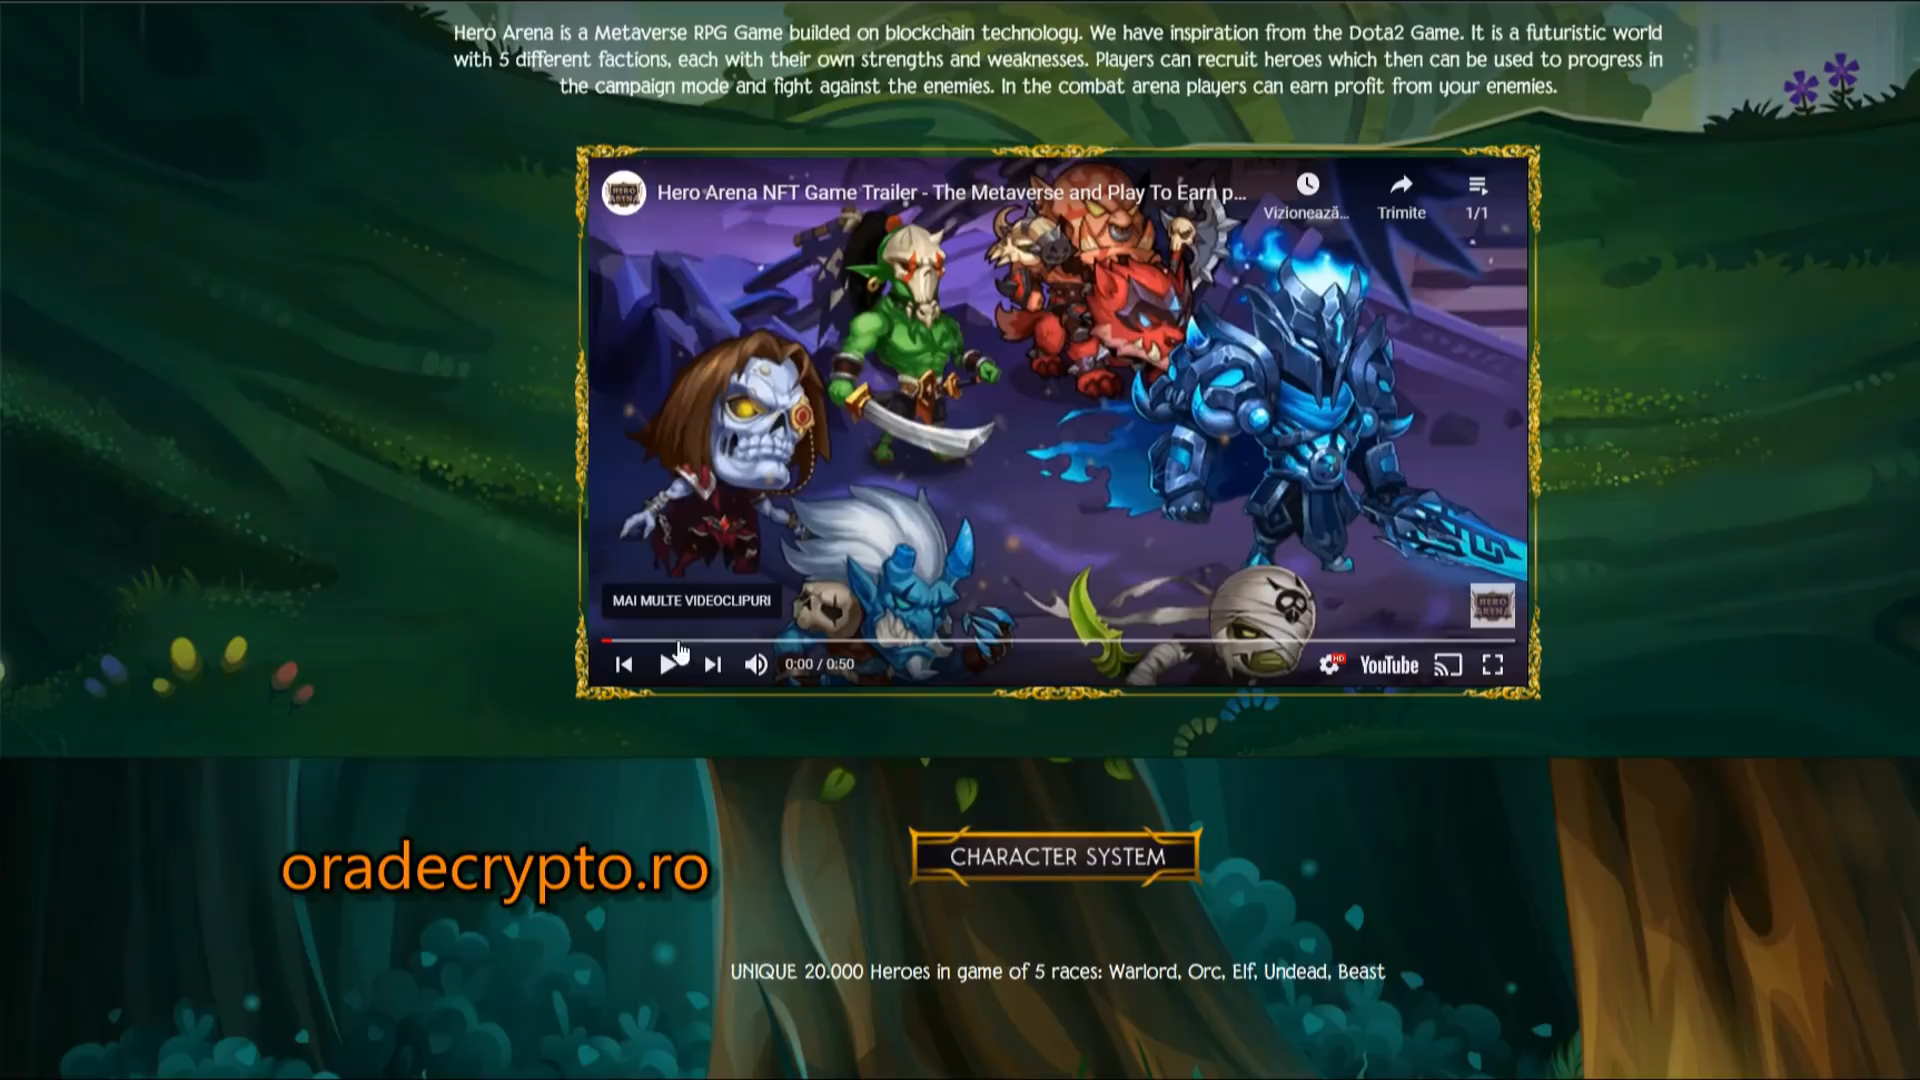 Hero Arena is a Metaverse RPG Game builded on blockchain technology. We have inspiration from the Dota2 Game. It is a futuristic world
with 5 different factions, each with their own strengths and weaknesses. Players can recruit heroes which then can be used to progress in
the campaign mode and fight against the enemies. In the combat arena players can earn profit from your enemies.
HERO
ARENA
Hero Arena NFT Game Trailer - The Metaverse and Play To Earn p...
Vizionează...
Trimite
1/1
MAI MULTE VIDEOCLIPURI
HERO
ARENA
0:00 / 0:50
HD
YouTube
CHARACTER SYSTEM
oradecrypto.ro
UNIQUE 20.000 Heroes in game of 5 races: Warlord, Orc, Elf, Undead, Beast